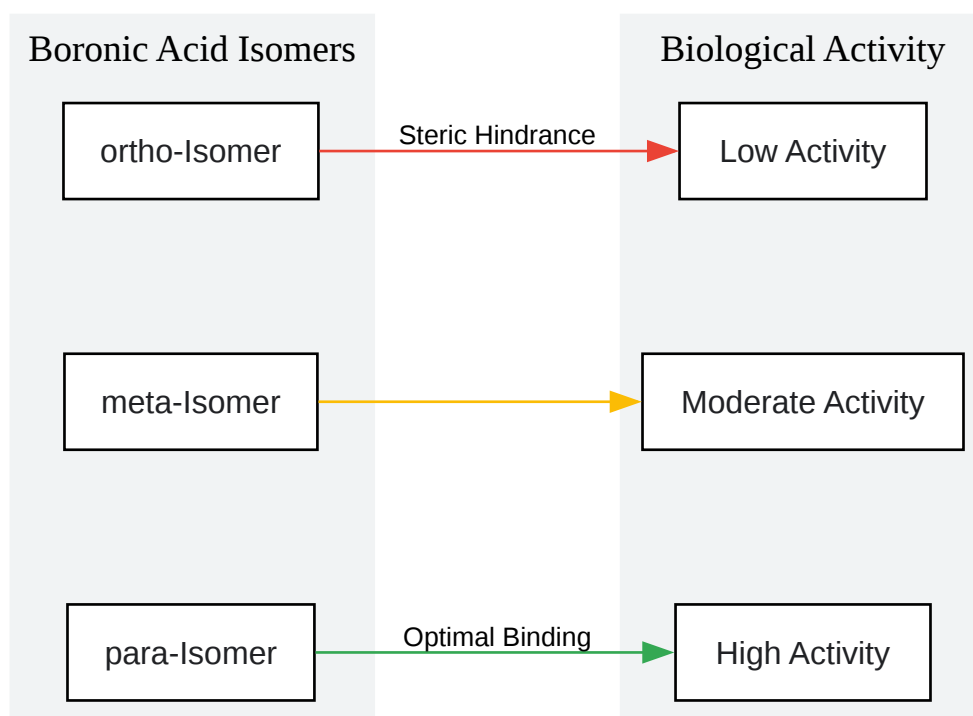 Boronic Acid Isomers
Biological Activity
ortho-Isomer
Steric Hindrance
Low Activity
meta-Isomer
Moderate Activity
para-Isomer
Optimal Binding
High Activity